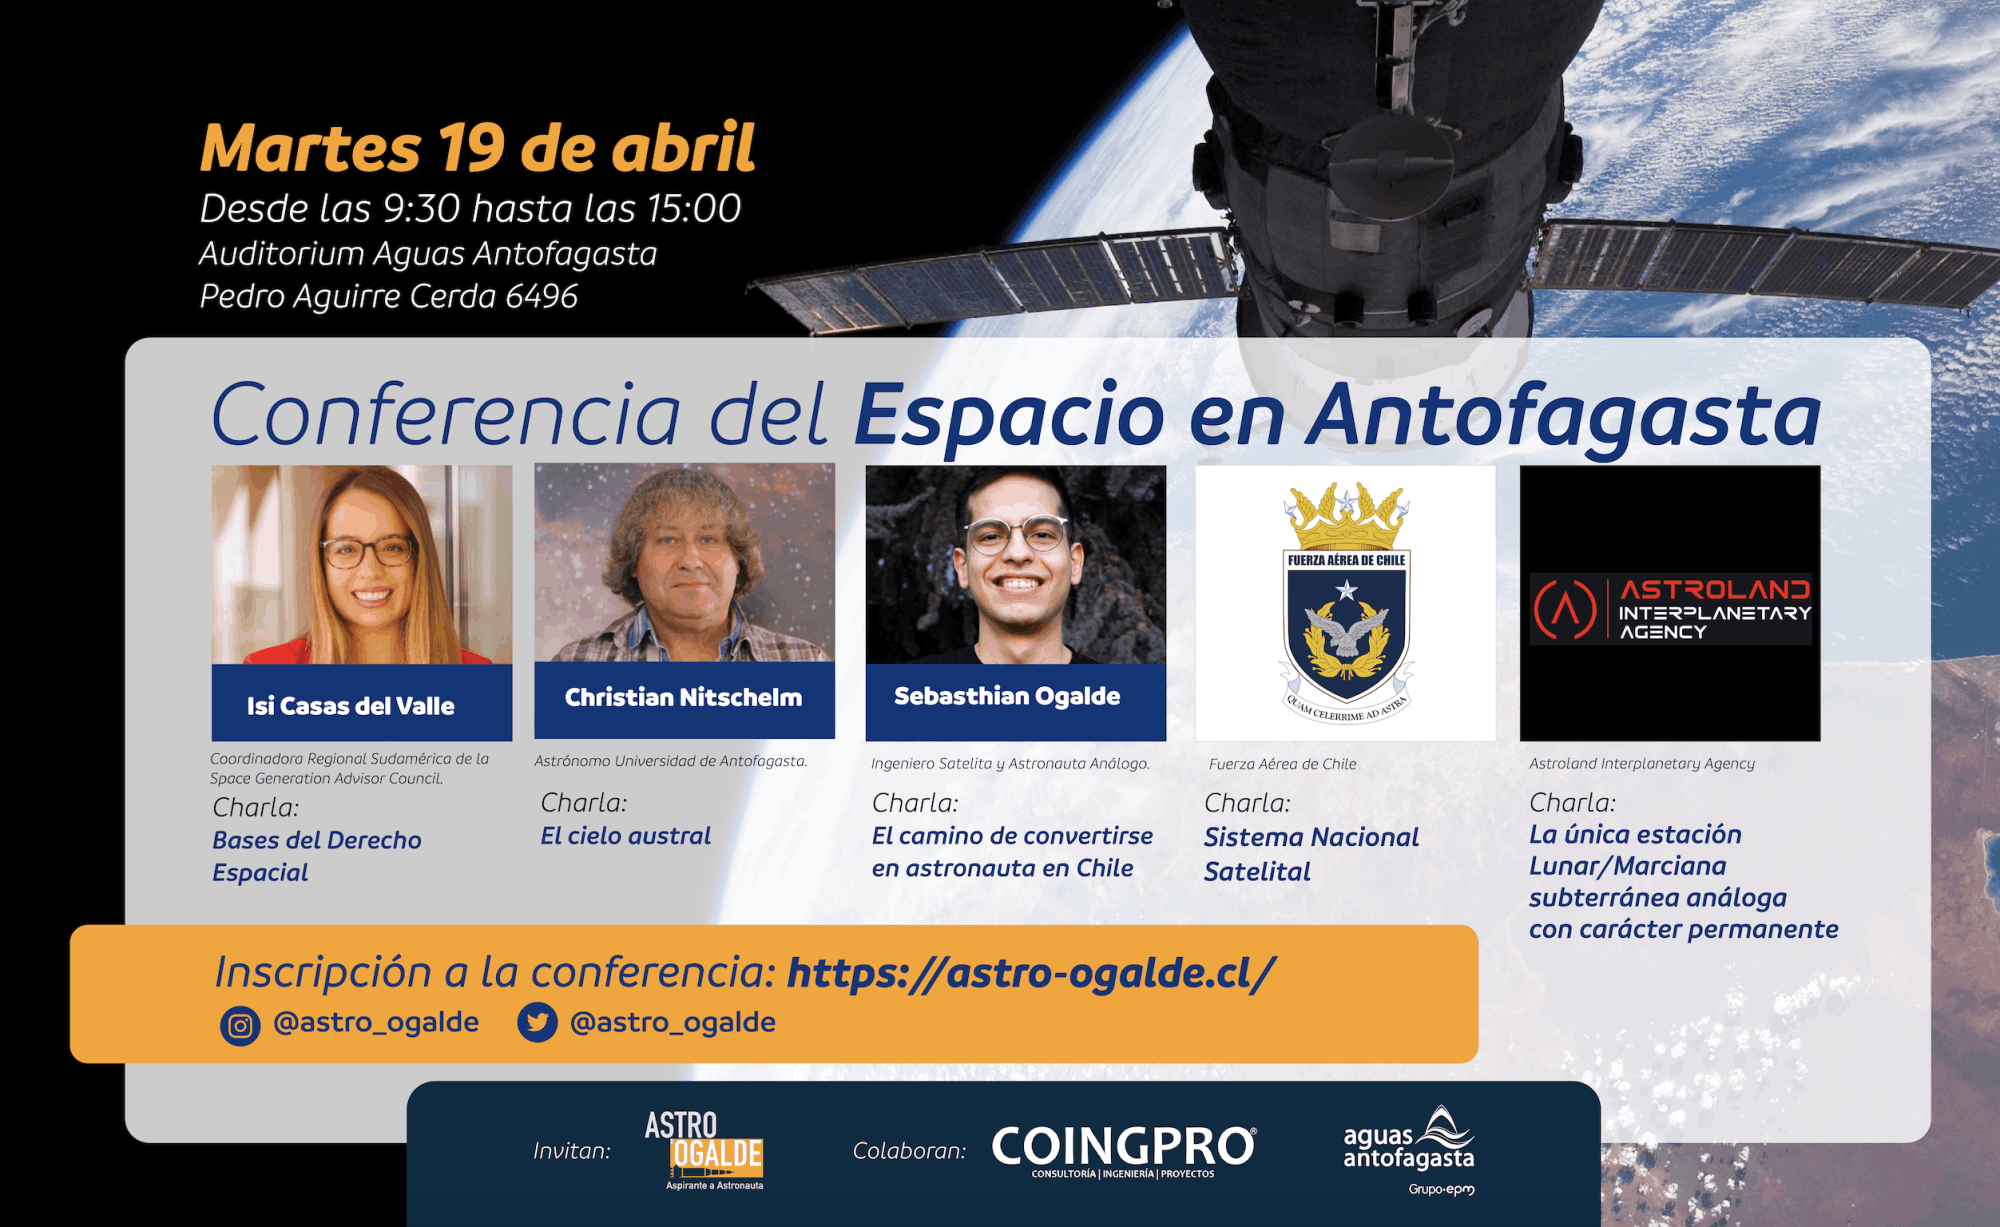 Martes 19 de abril
Desde las 9:30 hasta las 15:00
Auditorium Aguas Antofagasta
Pedro Aguirre Cerda 6496
Conferencia del Espacio en Antofagasta
Isi Casas del Valle
Coordinadora Regional Sudamérica de la
Space Generation Advisor Council.
Charla:
Bases del Derecho
Espacial
Christian Nitschelm
Astrónomo Universidad de Antofagasta.
Charla:
El cielo austral
Sebasthian Ogalde
Ingeniero Satelita y Astronauta Análogo.
Charla:
El camino de convertirse
en astronauta en Chile
FUERZA AÉREA DE CHILE
QUAM CELERRIME AD ASTRA
Fuerza Aérea de Chile
Charla:
Sistema Nacional
Satelital
ASTROLAND
INTERPLANETARY
AGENCY
Astroland Interplanetary Agency
Charla:
La única estación
Lunar/Marciana
subterránea análoga
con carácter permanente
Inscripción a la conferencia: https://astro-ogalde.cl/
@astro_ogalde @astro_ogalde
Invitan:
ASTRO
OGALDE
Aspirante a Astronauta
Colaboran:
COINGPRO®
CONSULTORÍA | INGENIERÍA | PROYECTOS
aguas
antofagasta
Grupo·epm